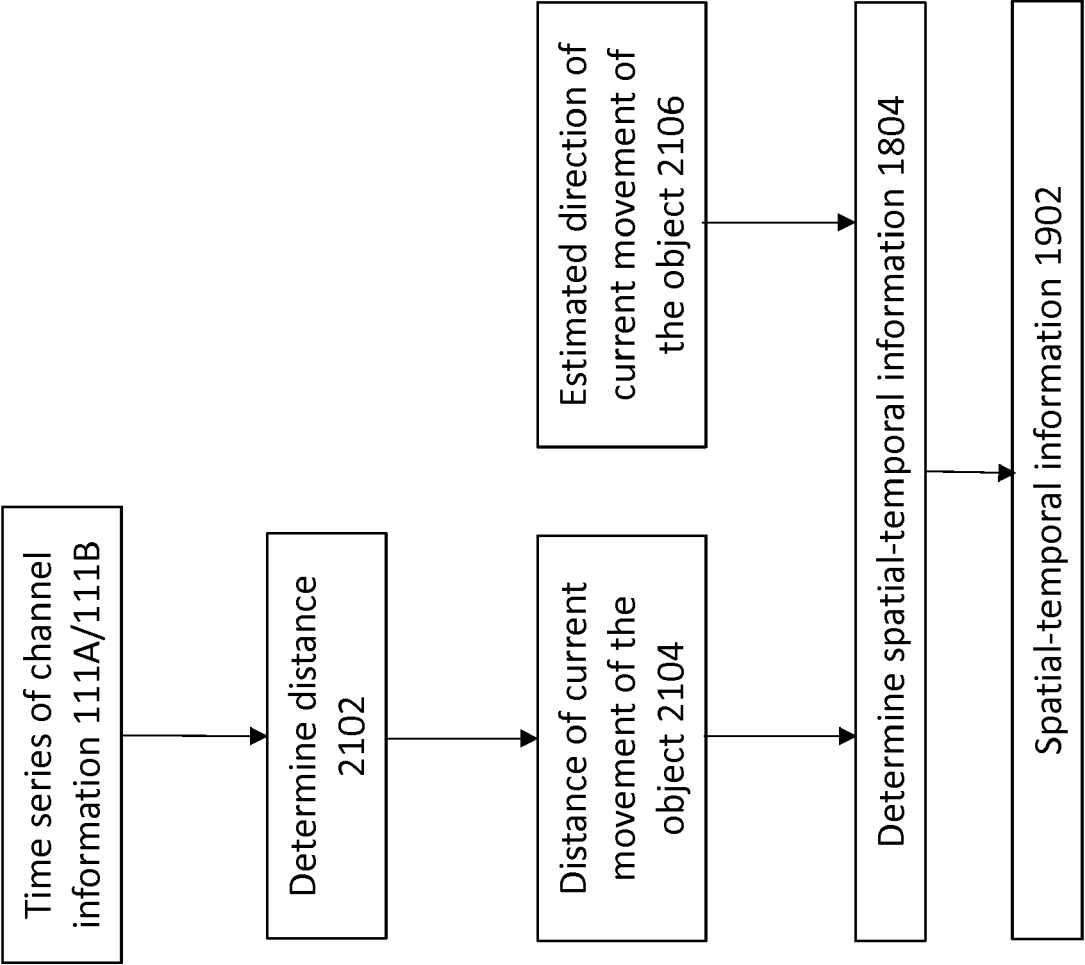 Time series of channel
information 111A/111B
Determine distance
2102
Distance of current
movement of the
object 2104
Estimated direction of
current movement of
the object 2106
Determine spatial-temporal information 1804
Spatial-temporal information 1902